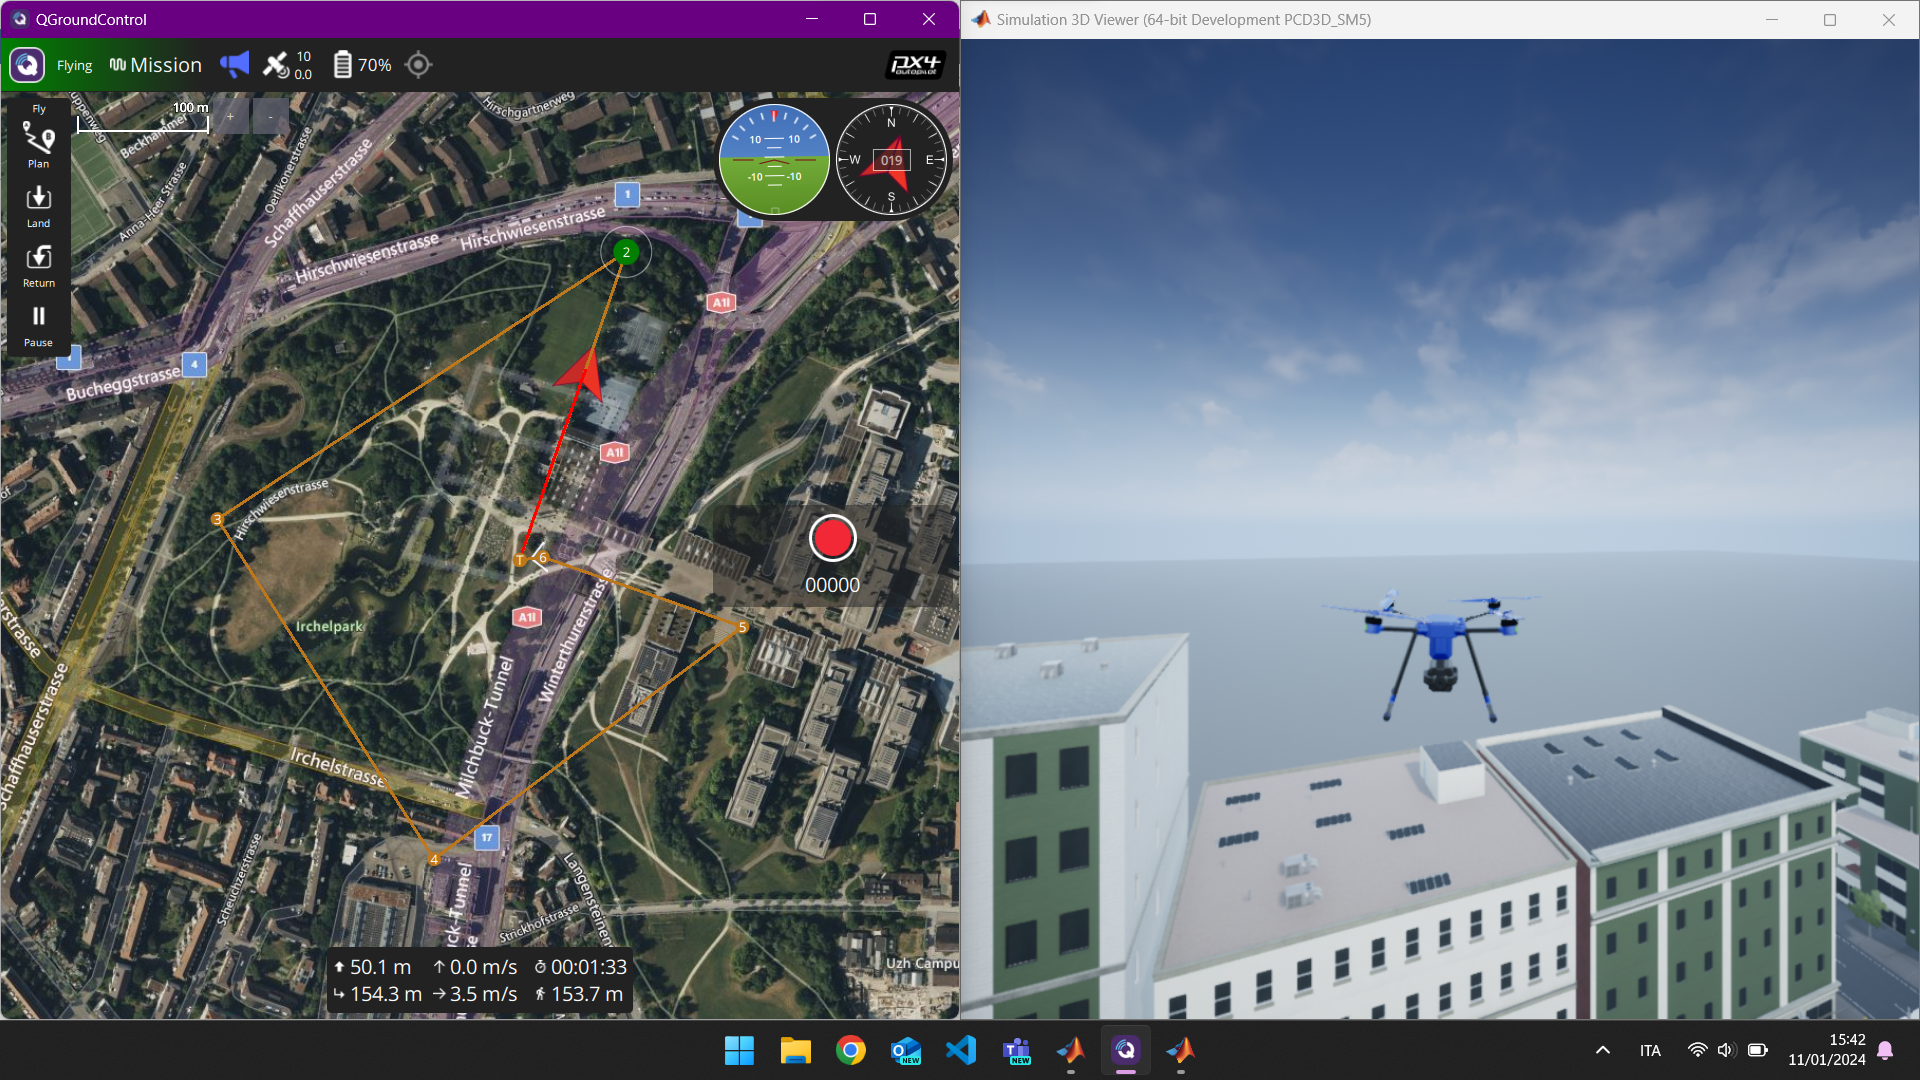 QGroundControl
Simulation 3D Viewer (64-bit Development PCD3D_SM5)
Flying
Mission
10
0.0
70%
PX4
autopilot
Fly
Plan
Land
Return
Pause
100 m
+
-
Beckhammer
Anna-Heer-Strasse
Oerlikonerstrasse
Schaffhauserstrasse
Hirschgartnerweg
Hirschwiesenstrasse
Hirschwiesenstrasse
1
10
10
-10
-10
N
W
019
E
S
2
A1l
4
Bucheggstrasse
A1l
3
Hirschwiesenstrasse
T
6
00000
A1l
Irchelpark
5
Winterthurerstrasse
Milchbuck-Tunnel
Schaffhauserstrasse
Irchelstrasse
17
4
Scheuchzerstrasse
Langensteinen
Strickhofstrasse
Uzh Campu
50.1 m
0.0 m/s
00:01:33
154.3 m
3.5 m/s
153.7 m
NEW
NEW
ITA
15:42
11/01/2024